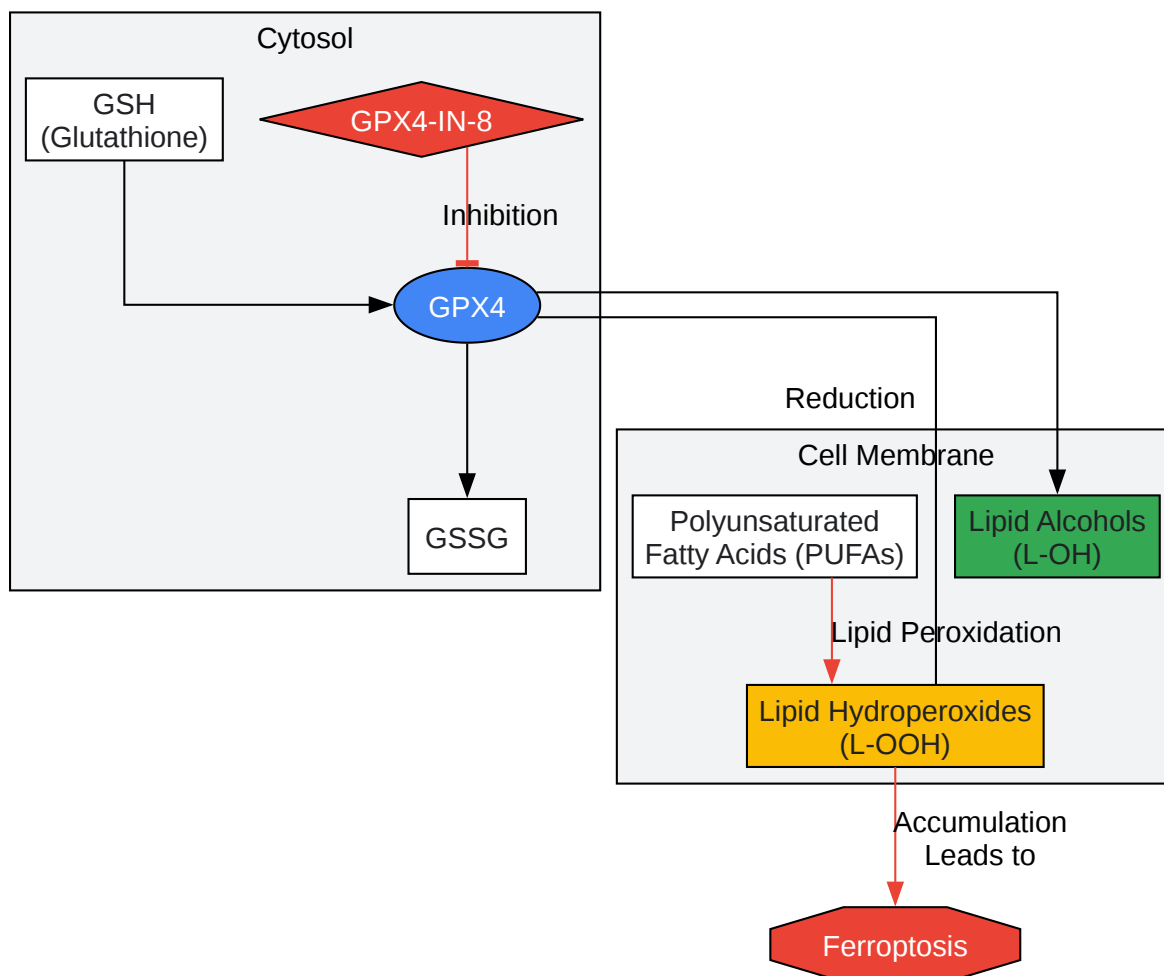 Cytosol
GSH
(Glutathione)
GPX4-IN-8
Inhibition
GPX4
GSSG
Reduction
Cell Membrane
Polyunsaturated
Fatty Acids (PUFAs)
Lipid Alcohols
(L-OH)
Lipid Peroxidation
Lipid Hydroperoxides
(L-OOH)
Accumulation
Leads to
Ferroptosis